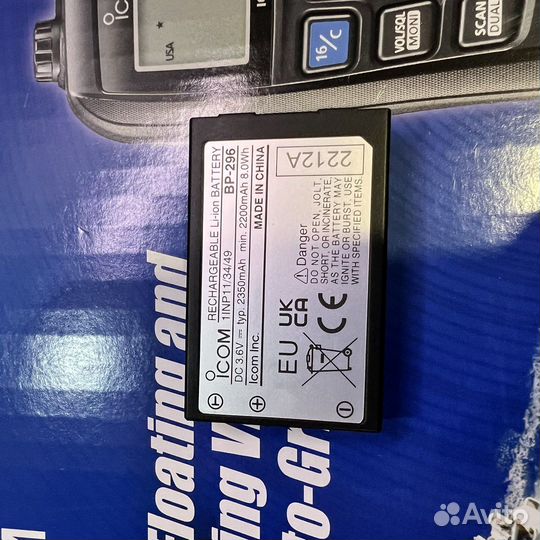 ICOM
USA
16/C
VOL/SQL
MONI
SCAN
DUAL
ICOM
RECHARGEABLE Li-ion BATTERY
1INP11/34/49
BP-296
DC 3.6V typ. 2350mAh min. 2200mAh 8.0Wh
Icom Inc.
MADE IN CHINA
2212A
EU
UK
CA
Danger
DO NOT OPEN, JOLT,
SHORT, OR INCINERATE,
AS THE BATTERY MAY
IGNITE OR BURST. USE
WITH SPECIFIED ITEMS.
Floating and
Avito